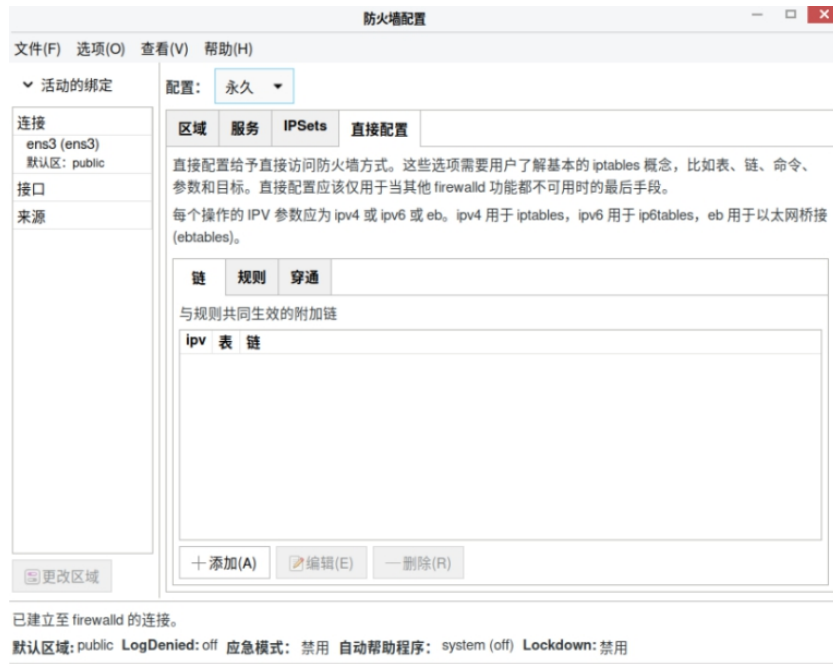 防火墙配置
文件(F) 选项(O) 查看(V) 帮助(H)
活动的绑定
连接
ens3 (ens3)
默认区：public
接口
来源
更改区域
配置： 永久
区域 服务 IPSets 直接配置
直接配置给予直接访问防火墙方式。这些选项需要用户了解基本的 iptables 概念，比如表、链、命令、
参数和目标。直接配置应该仅用于当其他 firewalld 功能都不可用时的最后手段。
每个操作的 IPV 参数应为 ipv4 或 ipv6 或 eb。ipv4 用于 iptables，ipv6 用于 ip6tables，eb 用于以太网桥接
(ebtables)。
链 规则 穿通
与规则共同生效的附加链
ipv 表 链
添加(A) 编辑(E) 删除(R)
已建立至 firewalld 的连接。
默认区域: public LogDenied: off 应急模式： 禁用 自动帮助程序： system (off) Lockdown: 禁用